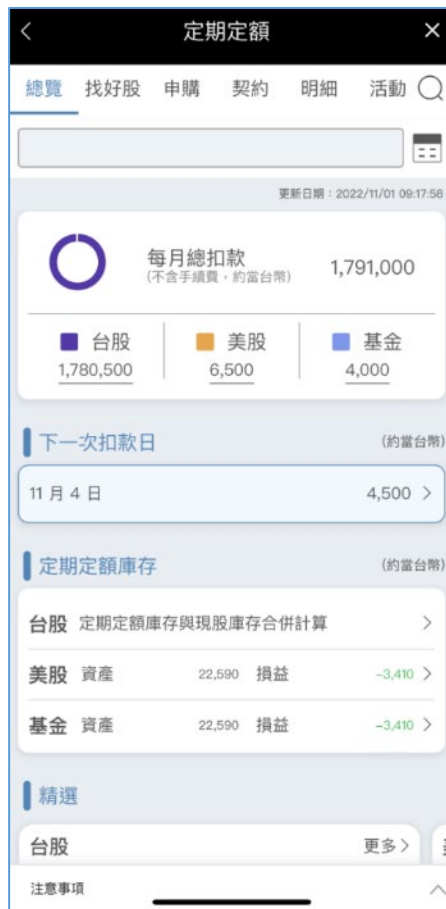 定期定額
總覽 找好股 申購 契約 明細 活動
更新日期：2022/11/01 09:17:58
每月總扣款 1,791,000
(不含手續費，約當台幣)
台股 美股 基金
1,780,500 6,500 4,000
下一次扣款日 (約當台幣)
11 月 4 日 4,500
定期定額庫存 (約當台幣)
台股 定期定額庫存與現股庫存合併計算
美股 資產 22,590 損益 -3,410
基金 資產 22,590 損益 -3,410
精選
台股 更多
注意事項